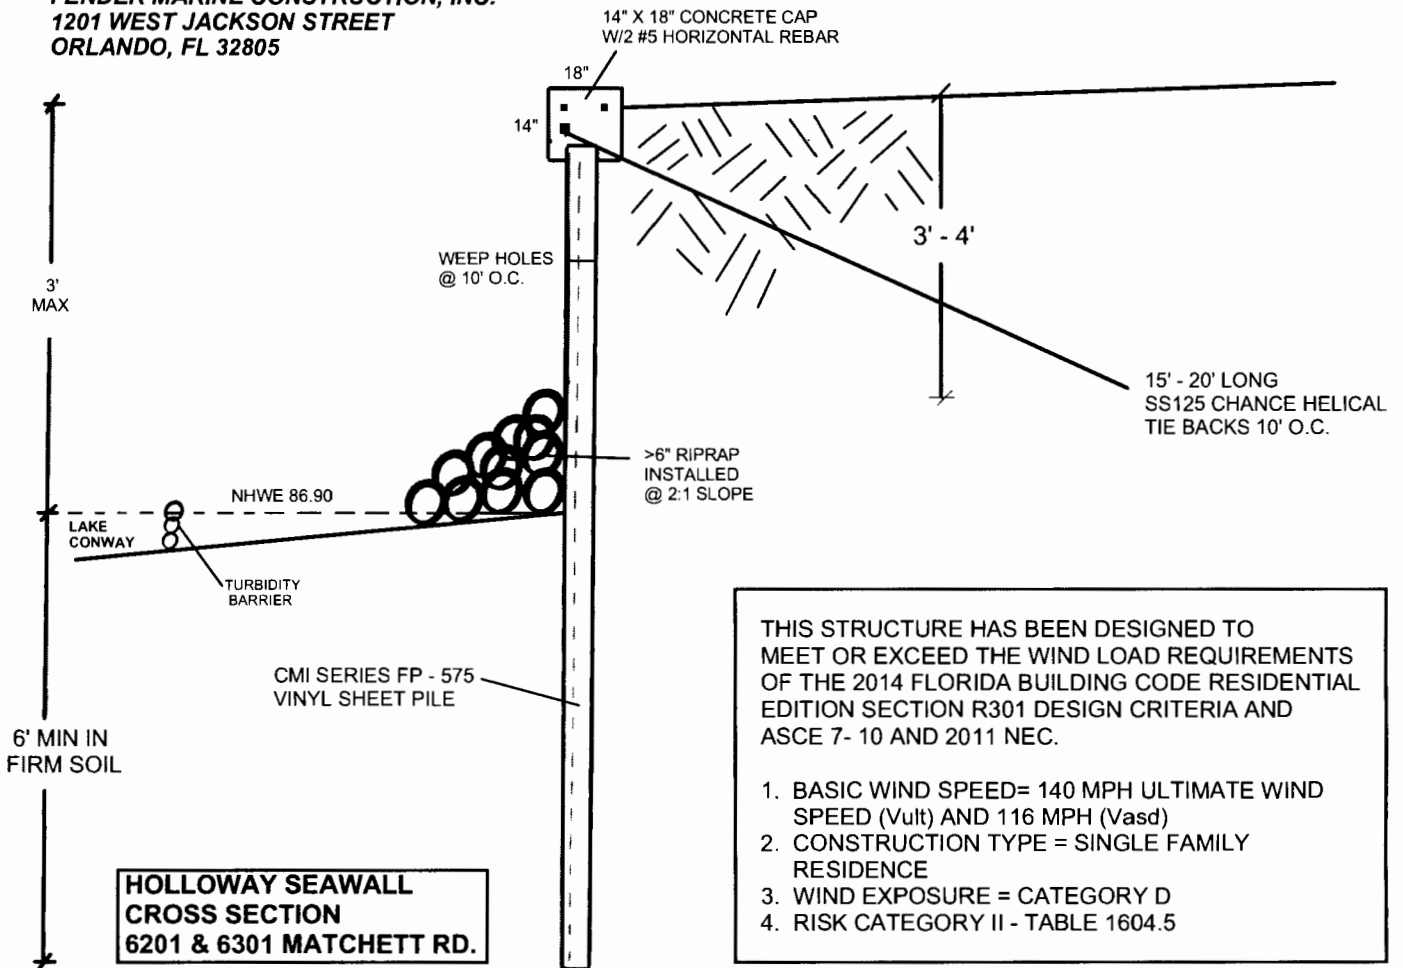 FENDER MARINE CONSTRUCTION, INC.
1201 WEST JACKSON STREET
ORLANDO, FL 32805
14" X 18" CONCRETE CAP
W/2 #5 HORIZONTAL REBAR
18"
14"
3'
MAX
WEEP HOLES
@ 10' O.C.
3' - 4'
15' - 20' LONG
SS125 CHANCE HELICAL
TIE BACKS 10' O.C.
>6" RIPRAP
INSTALLED
@ 2:1 SLOPE
NHWE 86.90
LAKE
CONWAY
TURBIDITY
BARRIER
CMI SERIES FP - 575
VINYL SHEET PILE
6' MIN IN
FIRM SOIL
HOLLOWAY SEAWALL
CROSS SECTION
6201 & 6301 MATCHETT RD.
THIS STRUCTURE HAS BEEN DESIGNED TO
MEET OR EXCEED THE WIND LOAD REQUIREMENTS
OF THE 2014 FLORIDA BUILDING CODE RESIDENTIAL
EDITION SECTION R301 DESIGN CRITERIA AND
ASCE 7- 10 AND 2011 NEC.
1. BASIC WIND SPEED= 140 MPH ULTIMATE WIND
SPEED (Vult) AND 116 MPH (Vasd)
2. CONSTRUCTION TYPE = SINGLE FAMILY
RESIDENCE
3. WIND EXPOSURE = CATEGORY D
4. RISK CATEGORY II - TABLE 1604.5